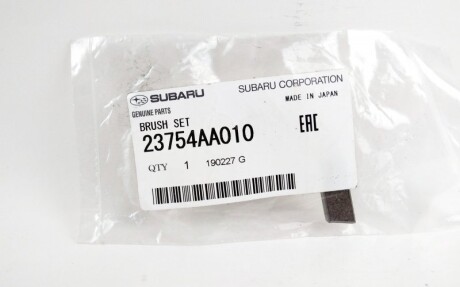 SUBARU
SUBARU CORPORATION
GENUINE PARTS
MADE IN JAPAN
BRUSH SET
23754AA010
EAC
QTY 1 190227 G